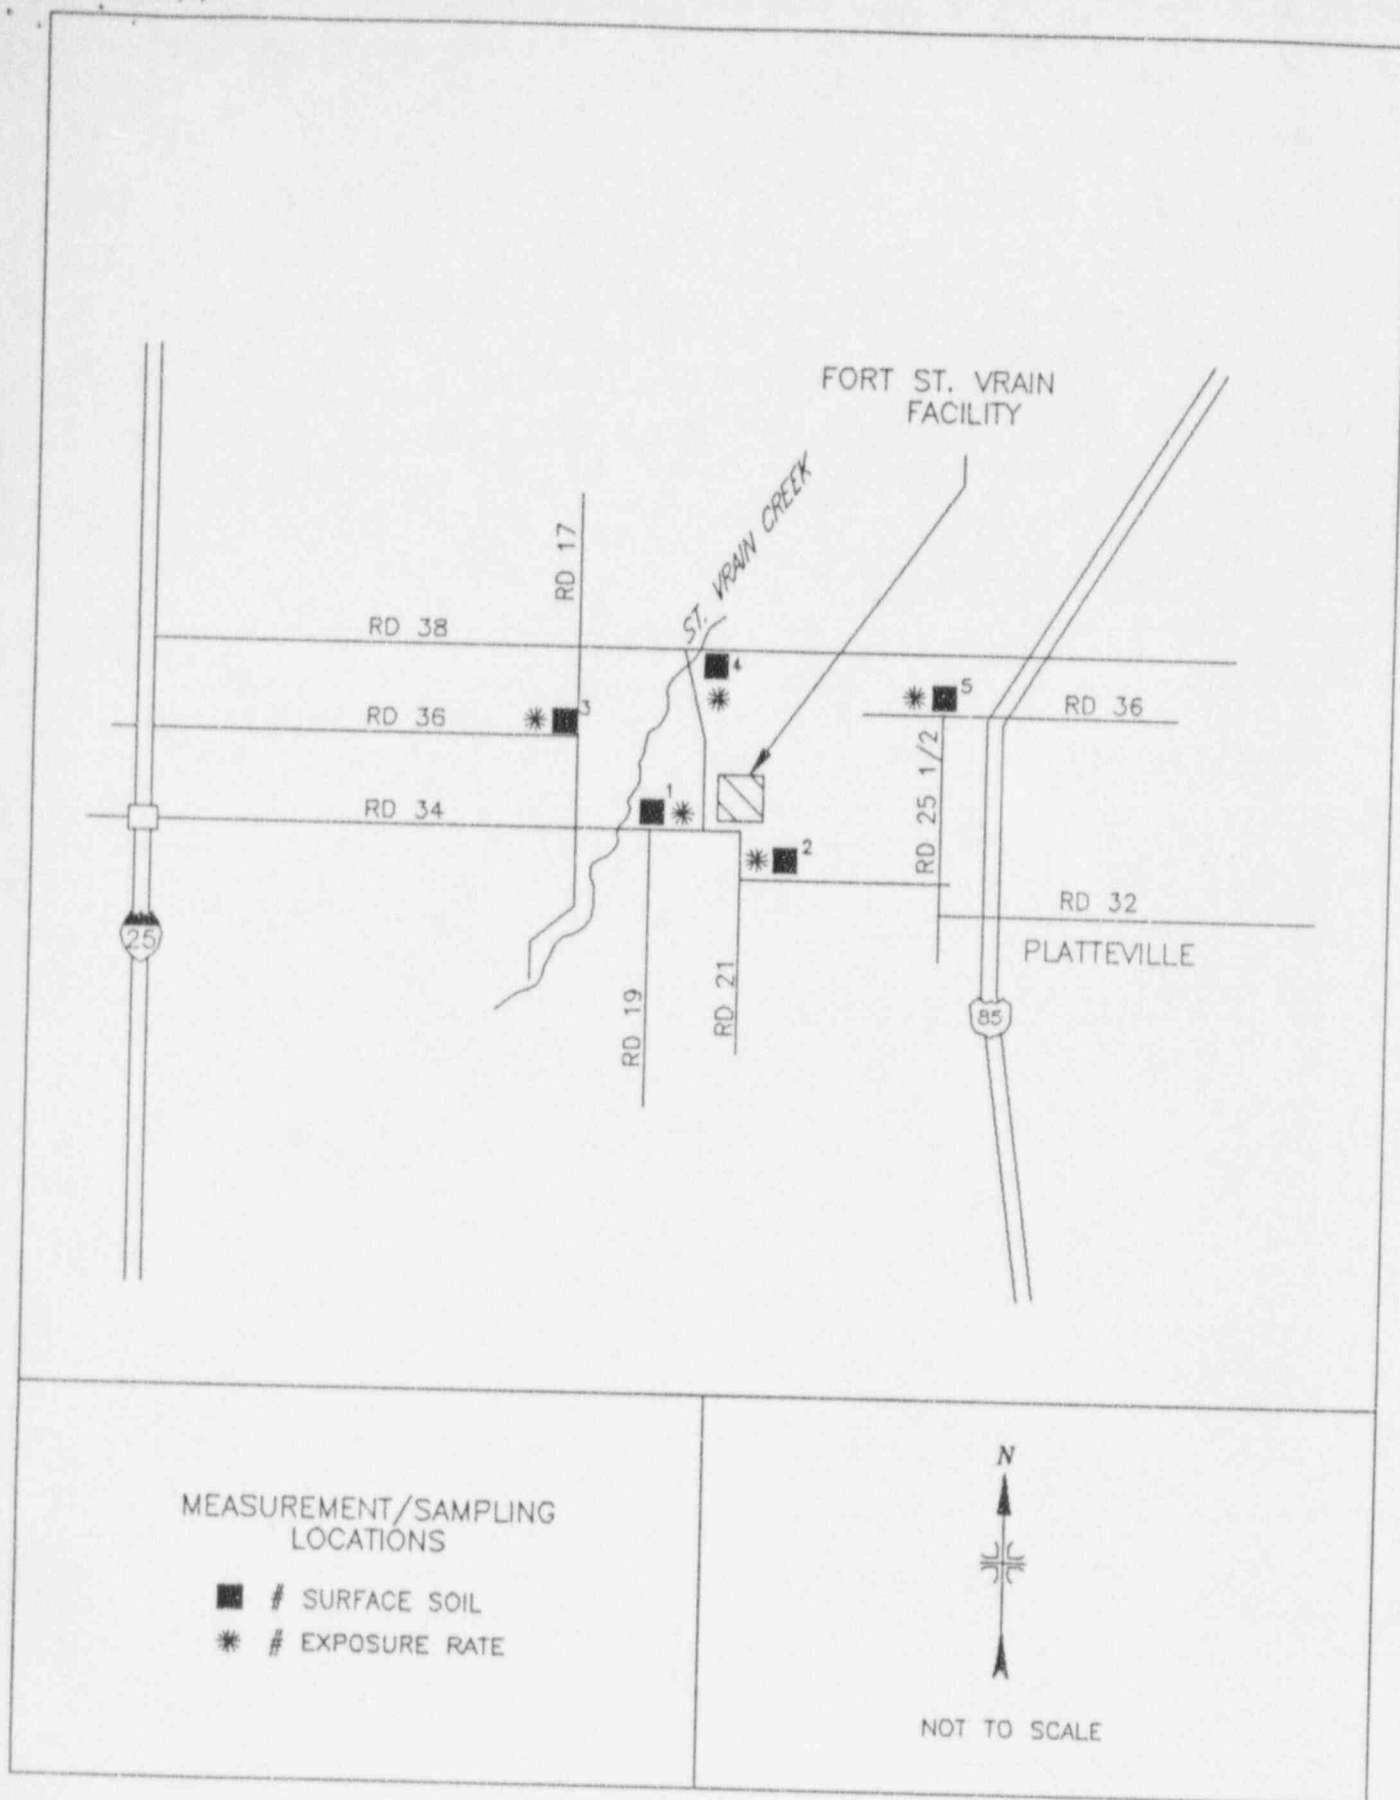 FORT ST. VRAIN
FACILITY
ST. VRAIN CREEK
RD 17
RD 38
4
5
3
RD 36
RD 36
RD 25 1/2
1
RD 34
2
RD 32
25
PLATTEVILLE
RD 21
RD 19
85
MEASUREMENT/SAMPLING
LOCATIONS
# SURFACE SOIL
# EXPOSURE RATE
N
NOT TO SCALE